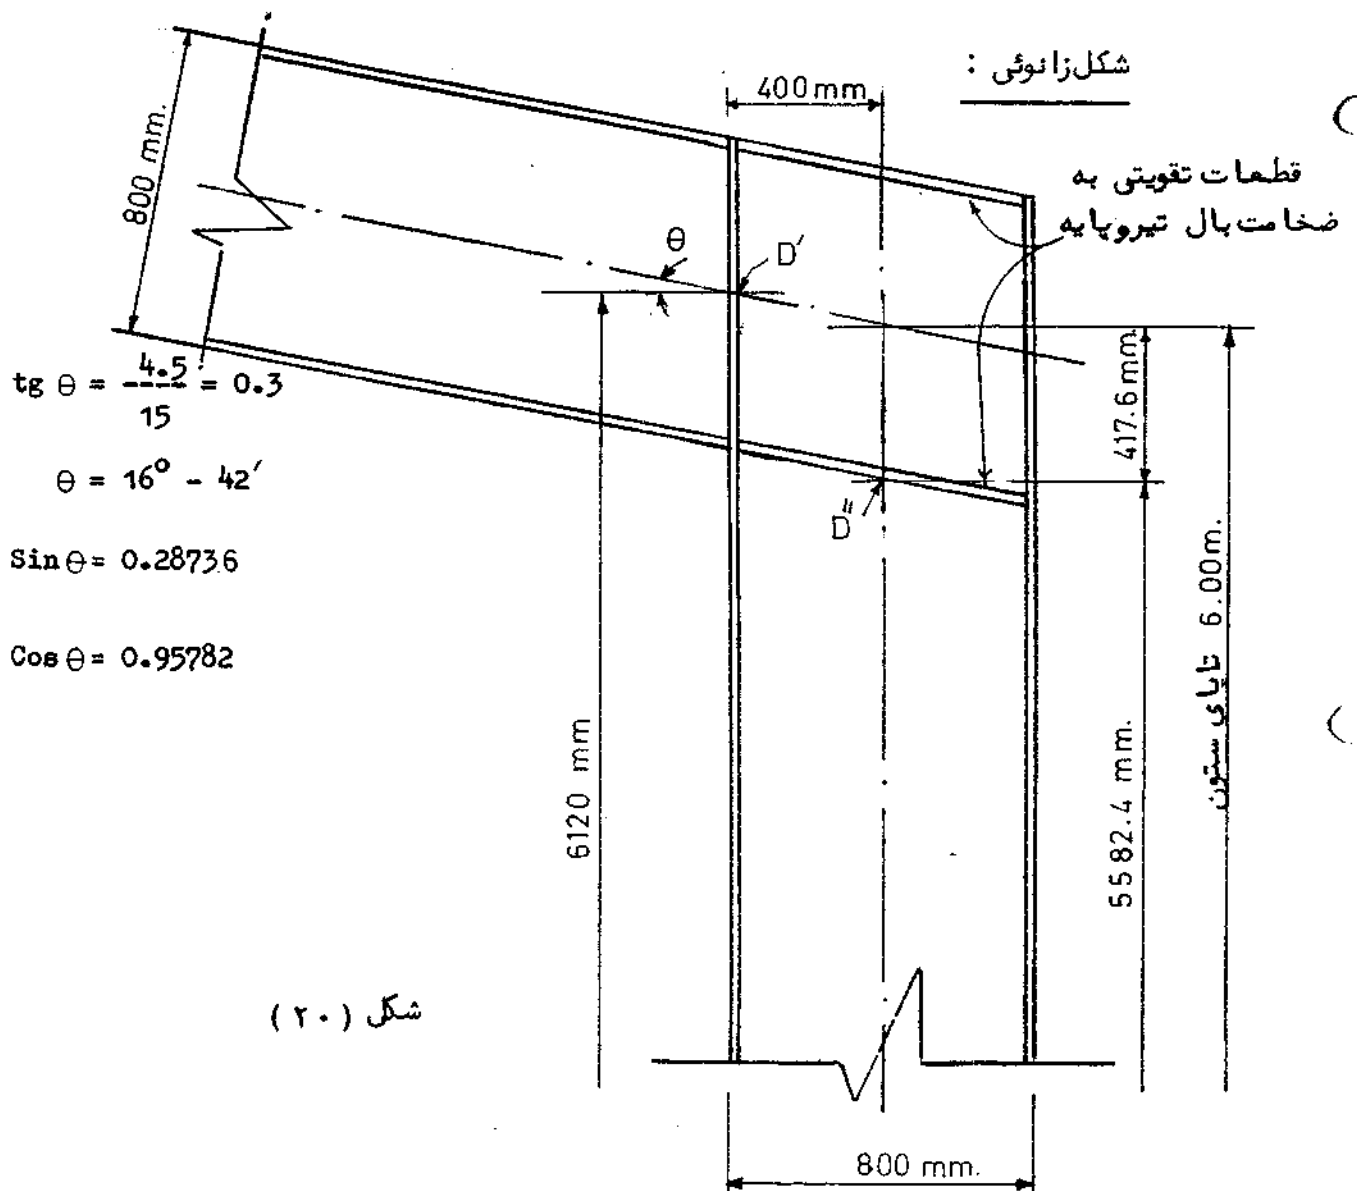 شکل زانوئی :
400 mm
800 mm.
قطعات تقویتی به
ضخامت بال تیروپایه
θ
D′
417.6 mm.
tg θ = 4.5/15 = 0.3
θ = 16° - 42′
D″
Sin θ = 0.28736
Cos θ = 0.95782
6120 mm
5582.4 mm.
6.00 m. تاپای ستون
شکل (۲۰)
800 mm.